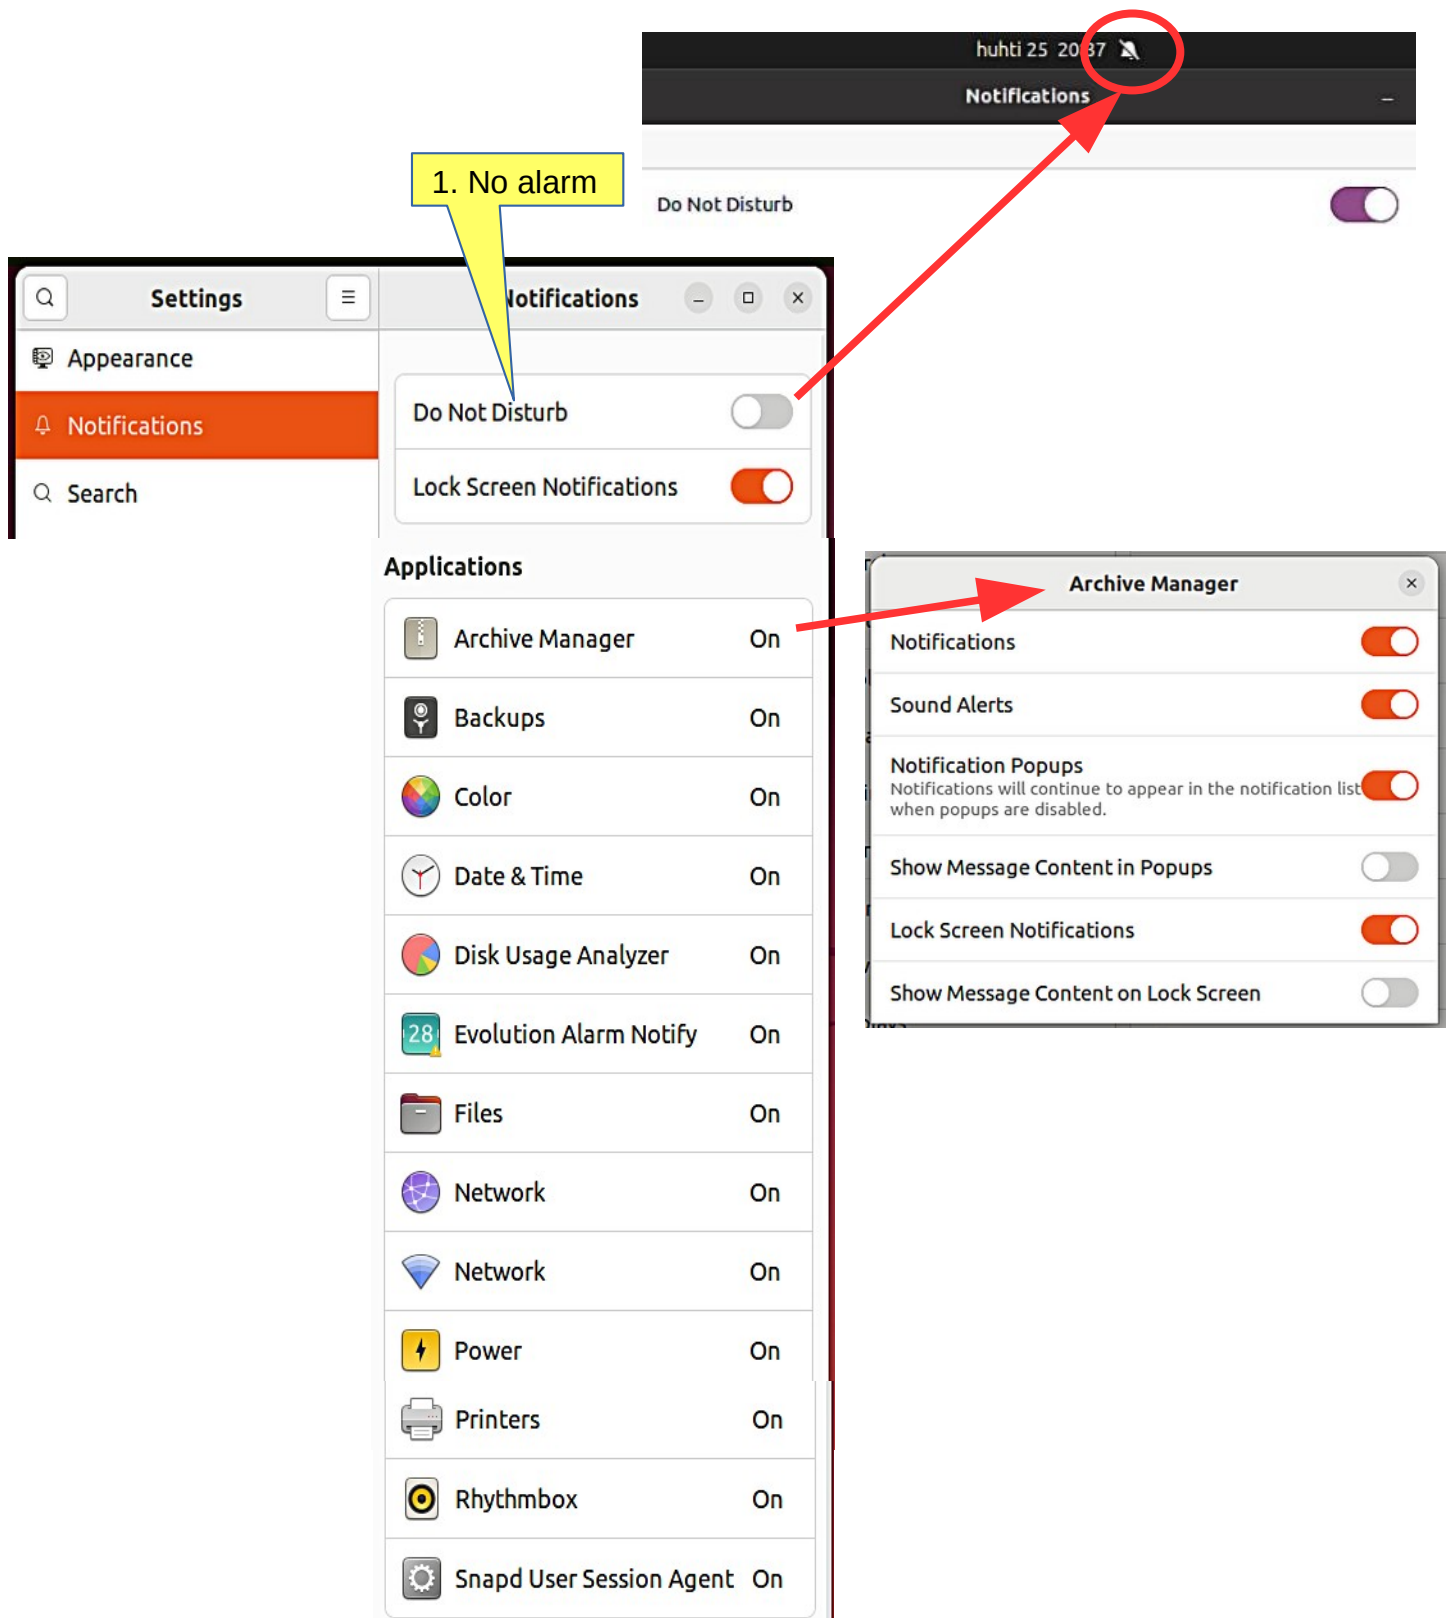 huhti 25 20:37
Notifications
1. No alarm
Do Not Disturb
Settings
Notifications
Appearance
Notifications
Search
Do Not Disturb
Lock Screen Notifications
Applications
Archive Manager On
Backups On
Color On
Date & Time On
Disk Usage Analyzer On
28 Evolution Alarm Notify On
Files On
Network On
Network On
Power On
Printers On
Rhythmbox On
Snapd User Session Agent On
Archive Manager
Notifications
Sound Alerts
Notification Popups
Notifications will continue to appear in the notification list
when popups are disabled.
Show Message Content in Popups
Lock Screen Notifications
Show Message Content on Lock Screen